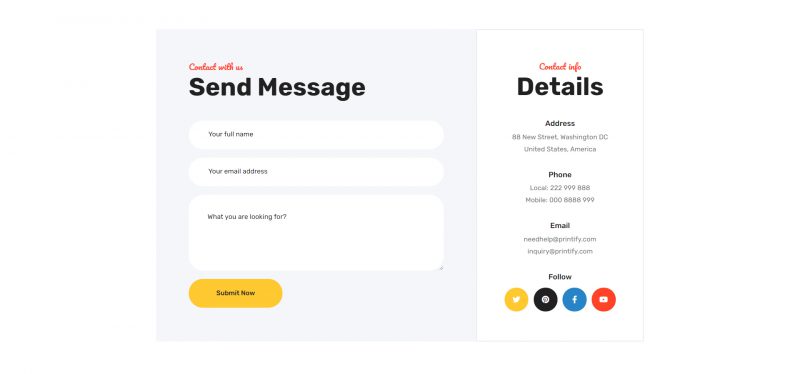 Contact with us
Send Message
Your full name
Your email address
What you are looking for?
Submit Now
Contact info
Details
Address
88 New Street, Washington DC
United States, America
Phone
Local: 222 999 888
Mobile: 000 8888 999
Email
needhelp@printify.com
inquiry@printify.com
Follow